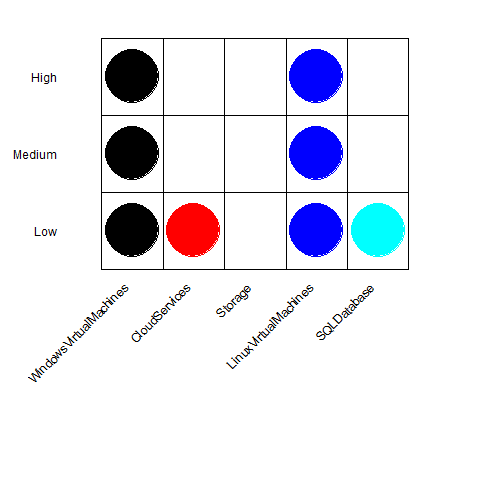 High
Medium
Low
WindowsVirtualMachines
CloudServices
Storage
LinuxVirtualMachines
SQLDatabase